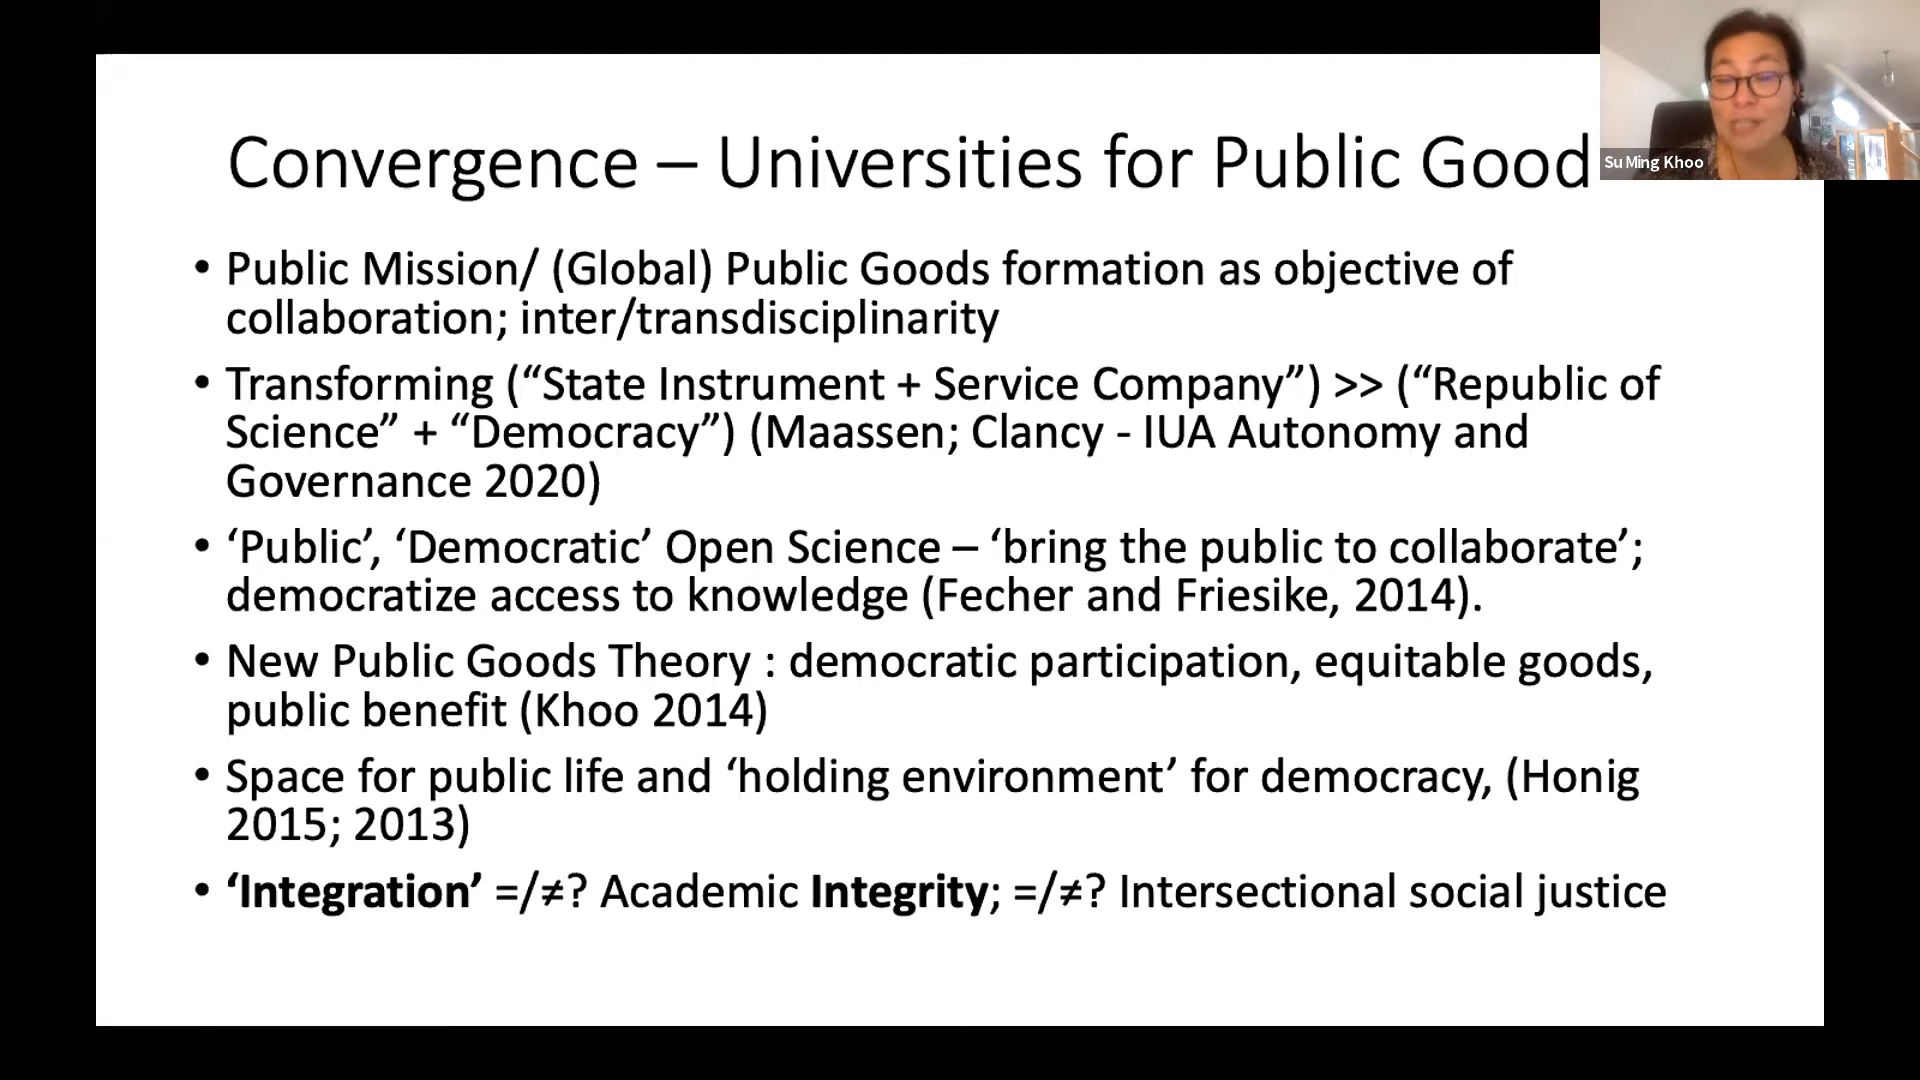 Convergence – Universities for Public Good
Su Ming Khoo
• Public Mission/ (Global) Public Goods formation as objective of
collaboration; inter/transdisciplinarity
• Transforming (“State Instrument + Service Company”) >> (“Republic of
Science” + “Democracy”) (Maassen; Clancy - IUA Autonomy and
Governance 2020)
• ‘Public’, ‘Democratic’ Open Science – ‘bring the public to collaborate’;
democratize access to knowledge (Fecher and Friesike, 2014).
• New Public Goods Theory : democratic participation, equitable goods,
public benefit (Khoo 2014)
• Space for public life and ‘holding environment’ for democracy, (Honig
2015; 2013)
• ‘Integration’ =/≠? Academic Integrity; =/≠? Intersectional social justice